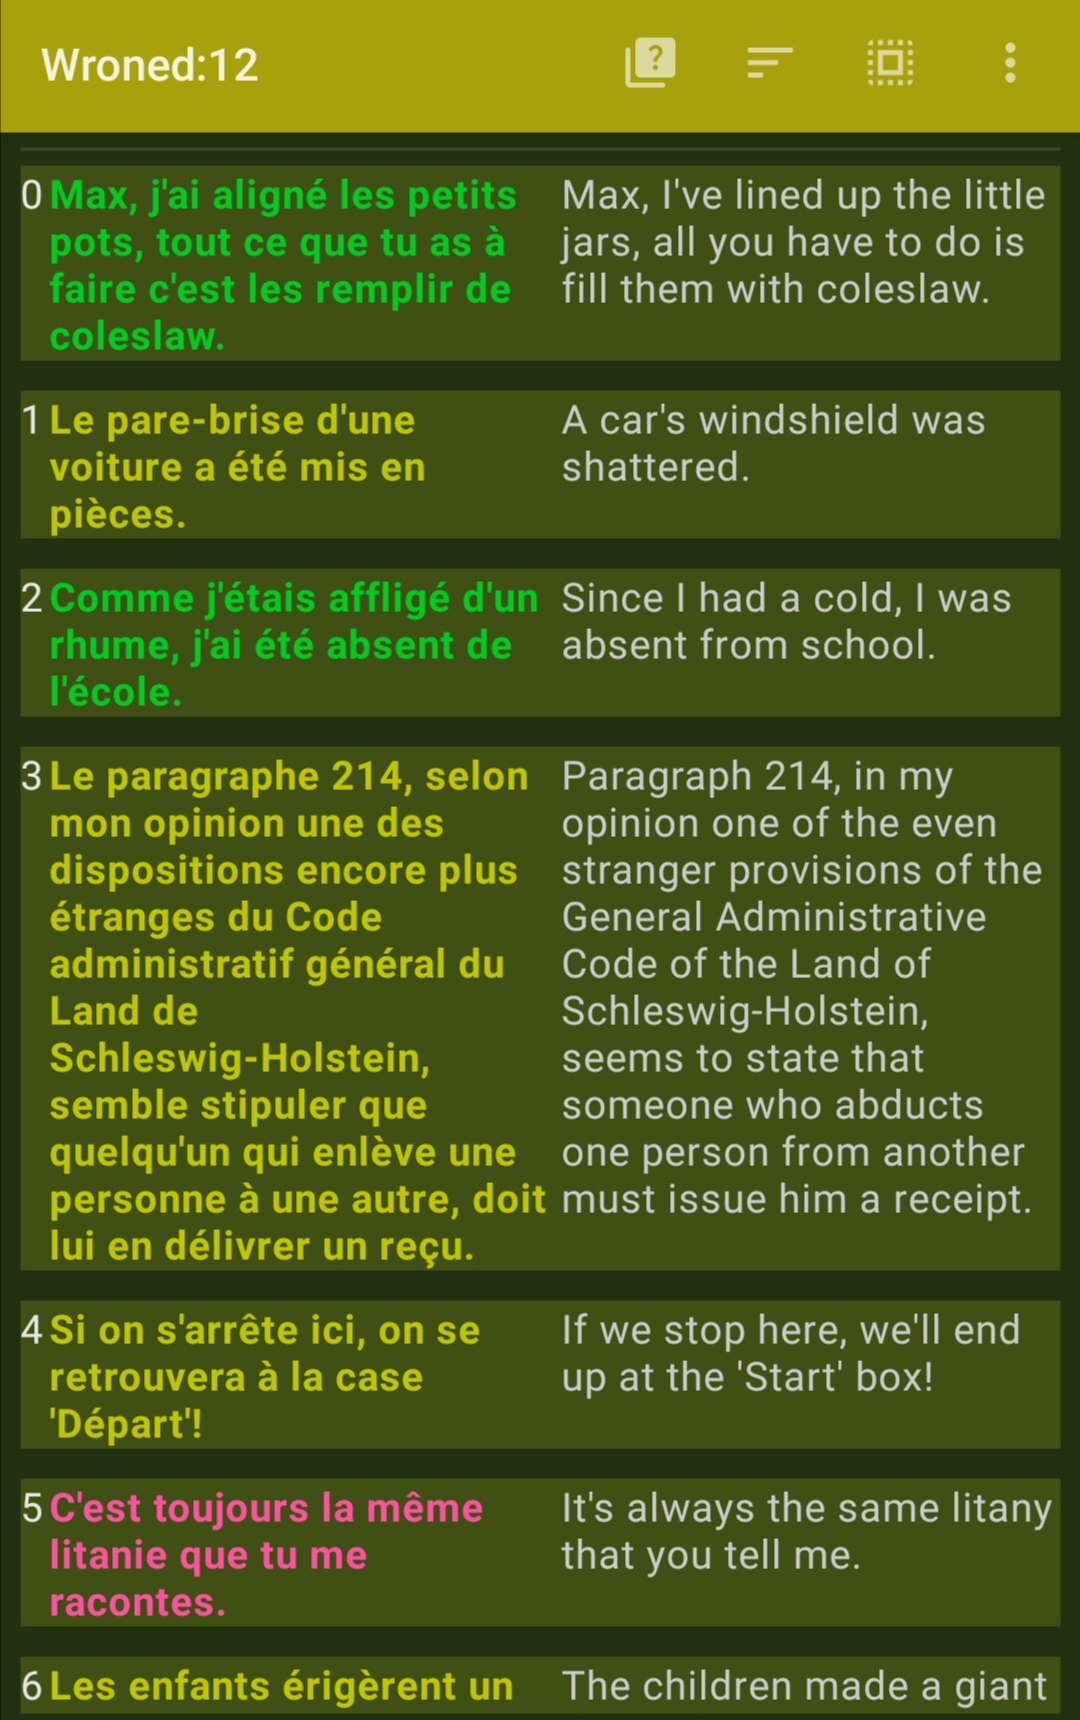 Wroned:12
?
0 Max, j'ai aligné les petits
pots, tout ce que tu as à
faire c'est les remplir de
coleslaw.
Max, I've lined up the little
jars, all you have to do is
fill them with coleslaw.
1 Le pare-brise d'une
voiture a été mis en
pièces.
A car's windshield was
shattered.
2 Comme j'étais affligé d'un
rhume, j'ai été absent de
l'école.
Since I had a cold, I was
absent from school.
3 Le paragraphe 214, selon
mon opinion une des
dispositions encore plus
étranges du Code
administratif général du
Land de
Schleswig-Holstein,
semble stipuler que
quelqu'un qui enlève une
personne à une autre, doit
lui en délivrer un reçu.
Paragraph 214, in my
opinion one of the even
stranger provisions of the
General Administrative
Code of the Land of
Schleswig-Holstein,
seems to state that
someone who abducts
one person from another
must issue him a receipt.
4 Si on s'arrête ici, on se
retrouvera à la case
'Départ'!
If we stop here, we'll end
up at the 'Start' box!
5 C'est toujours la même
litanie que tu me
racontes.
It's always the same litany
that you tell me.
6 Les enfants érigèrent un
The children made a giant